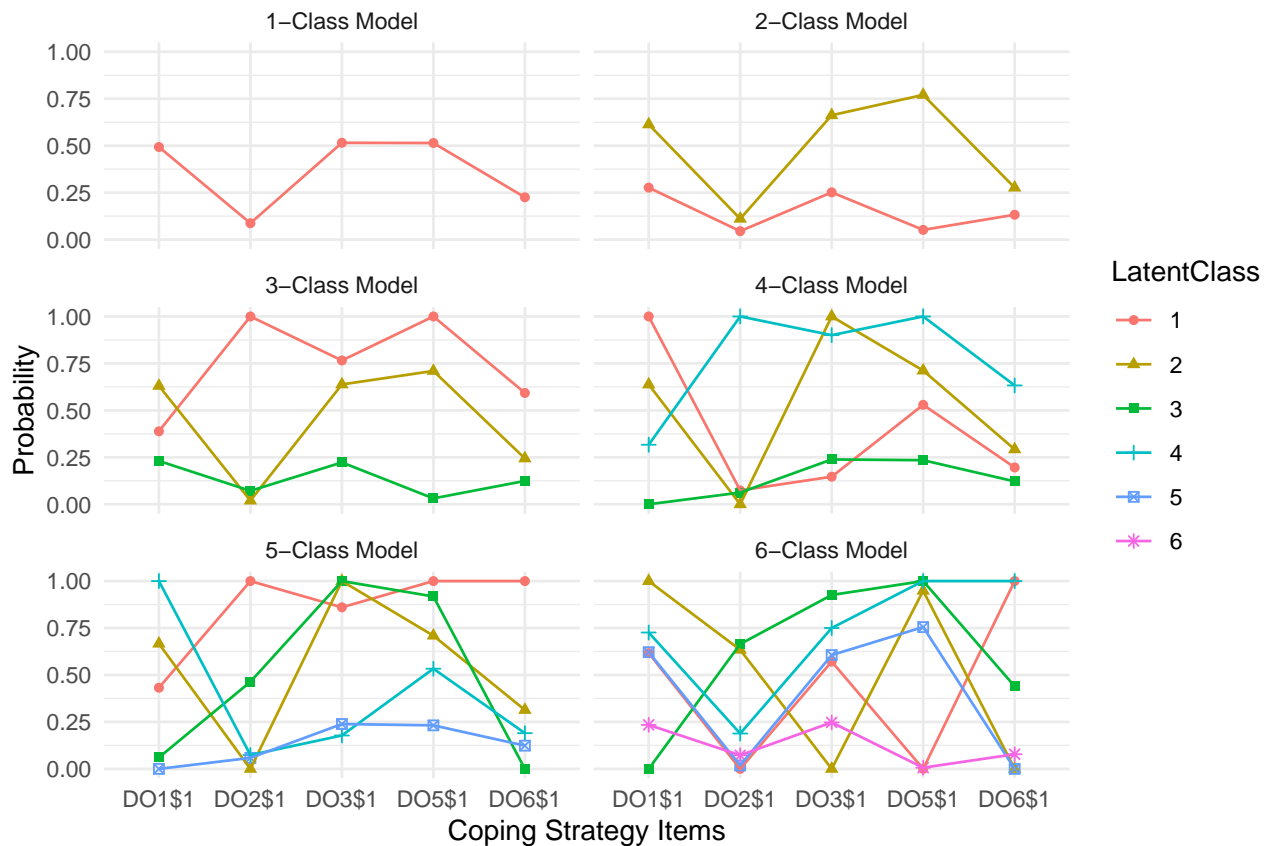 1−Class Model
2−Class Model
1.00
0.75
0.50
0.25
0.00
3−Class Model
4−Class Model
1.00
0.75
0.50
0.25
0.00
5−Class Model
6−Class Model
1.00
0.75
0.50
0.25
0.00
DO1$1 DO2$1 DO3$1 DO5$1 DO6$1
DO1$1 DO2$1 DO3$1 DO5$1 DO6$1
Coping Strategy Items
Probability
LatentClass
1
2
3
4
5
6